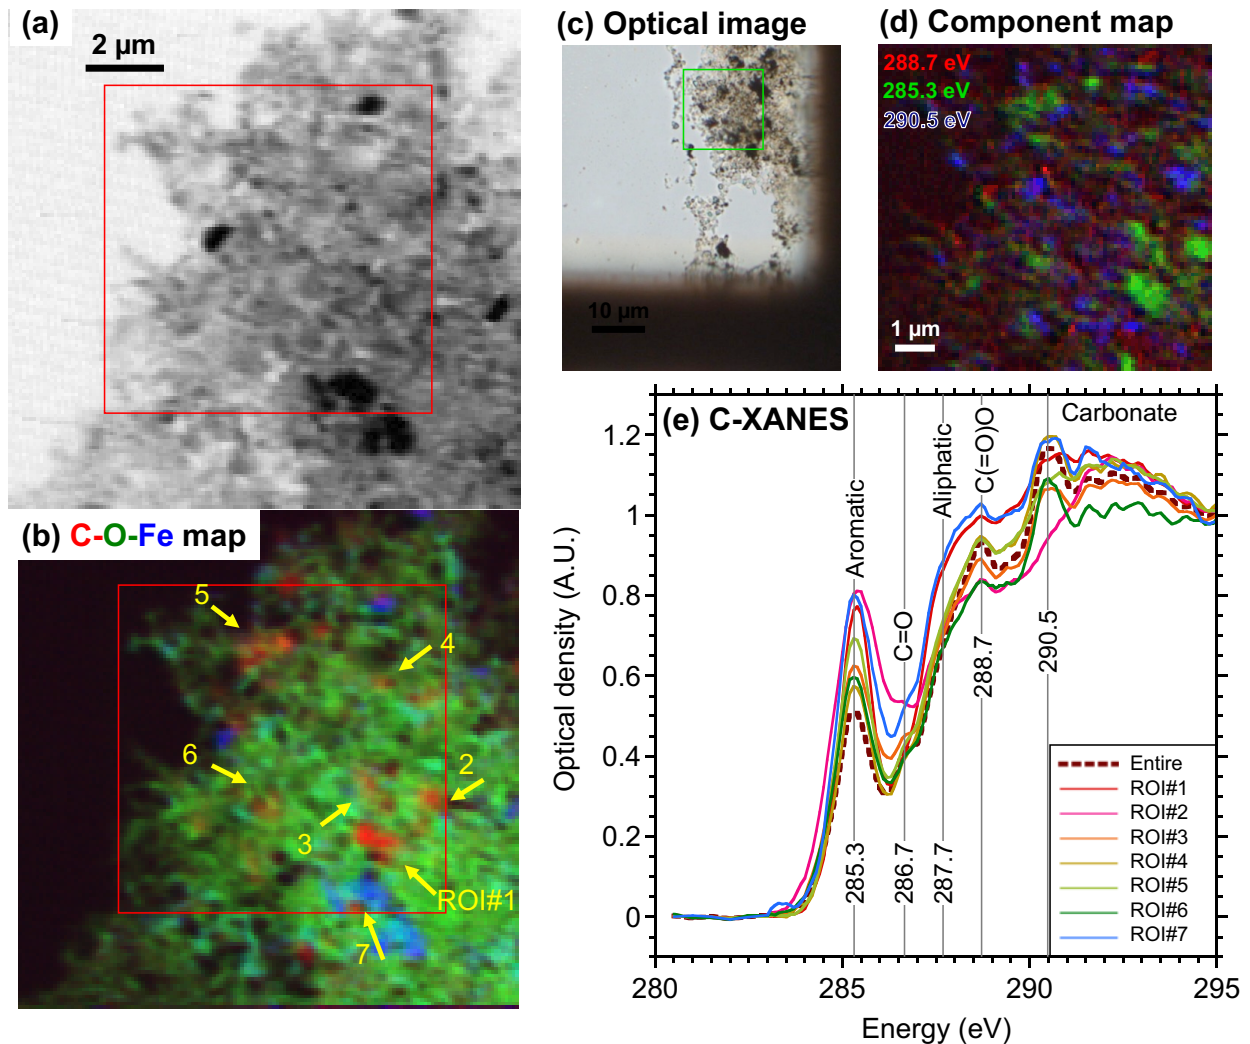 (a)
2 μm
(b) C-O-Fe map
5
4
6
2
3
ROI#1
7
(c) Optical image
10 μm
(d) Component map
288.7 eV
285.3 eV
290.5 eV
1 μm
(e) C-XANES
Carbonate
Aromatic
C=O
Aliphatic
C(=O)O
285.3
286.7
287.7
288.7
290.5
Optical density (A.U.)
1.2
1
0.8
0.6
0.4
0.2
0
280
285
290
295
Energy (eV)
Entire
ROI#1
ROI#2
ROI#3
ROI#4
ROI#5
ROI#6
ROI#7